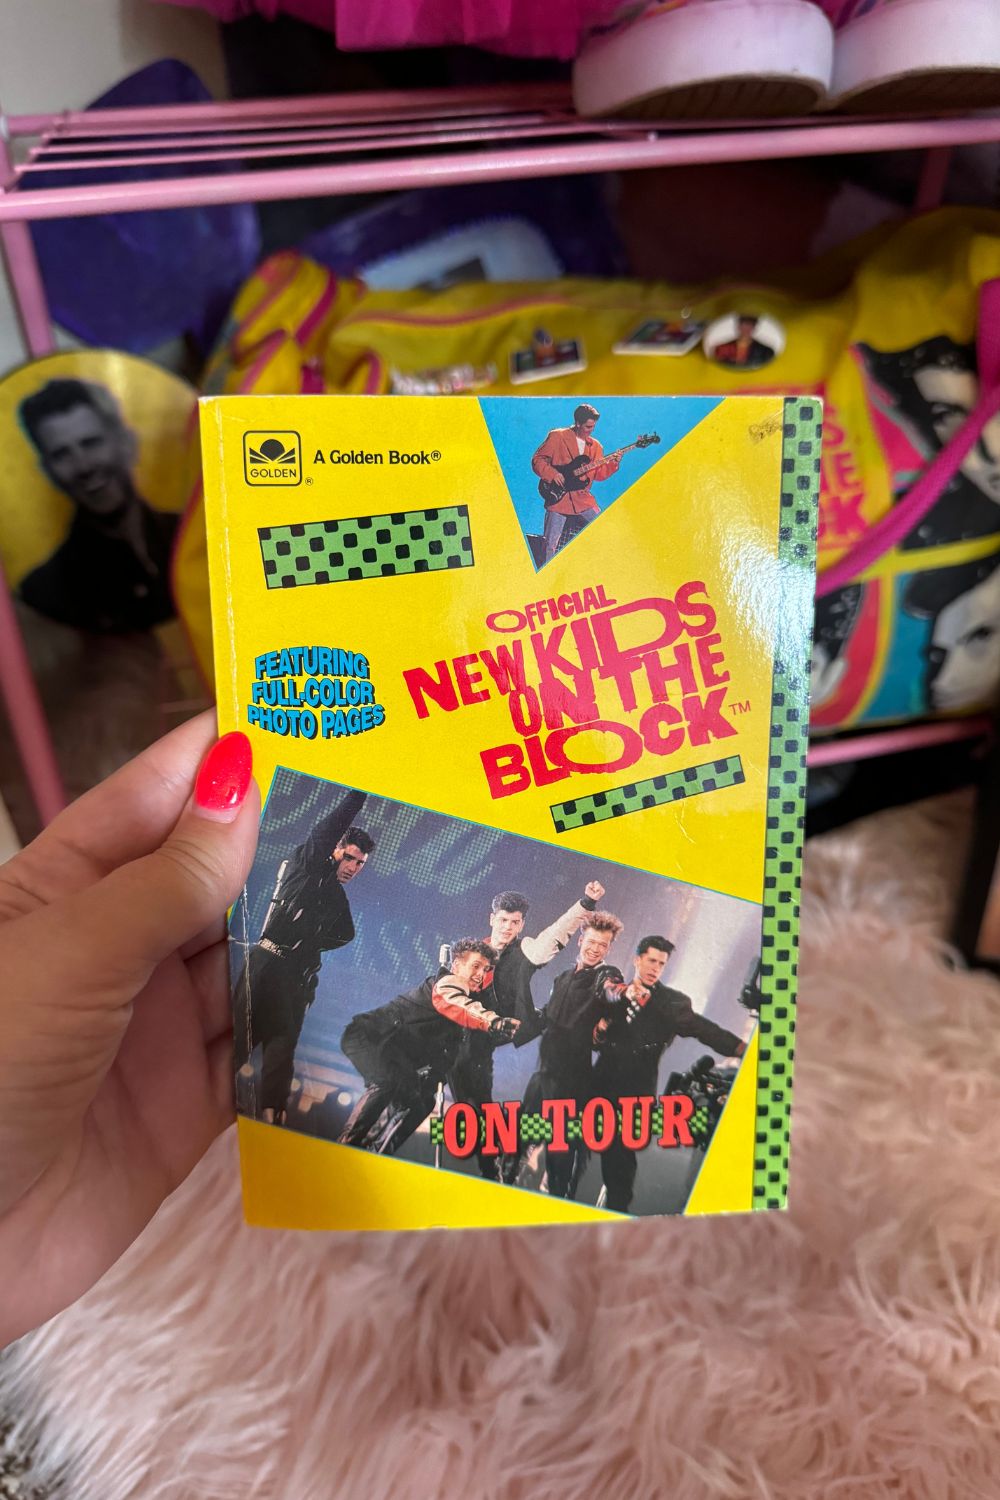 GOLDEN
®
A Golden Book®
OFFICIAL
NEW KIDS
ON THE
BLOCK™
FEATURING
FULL-COLOR
PHOTO PAGES
ON TOUR